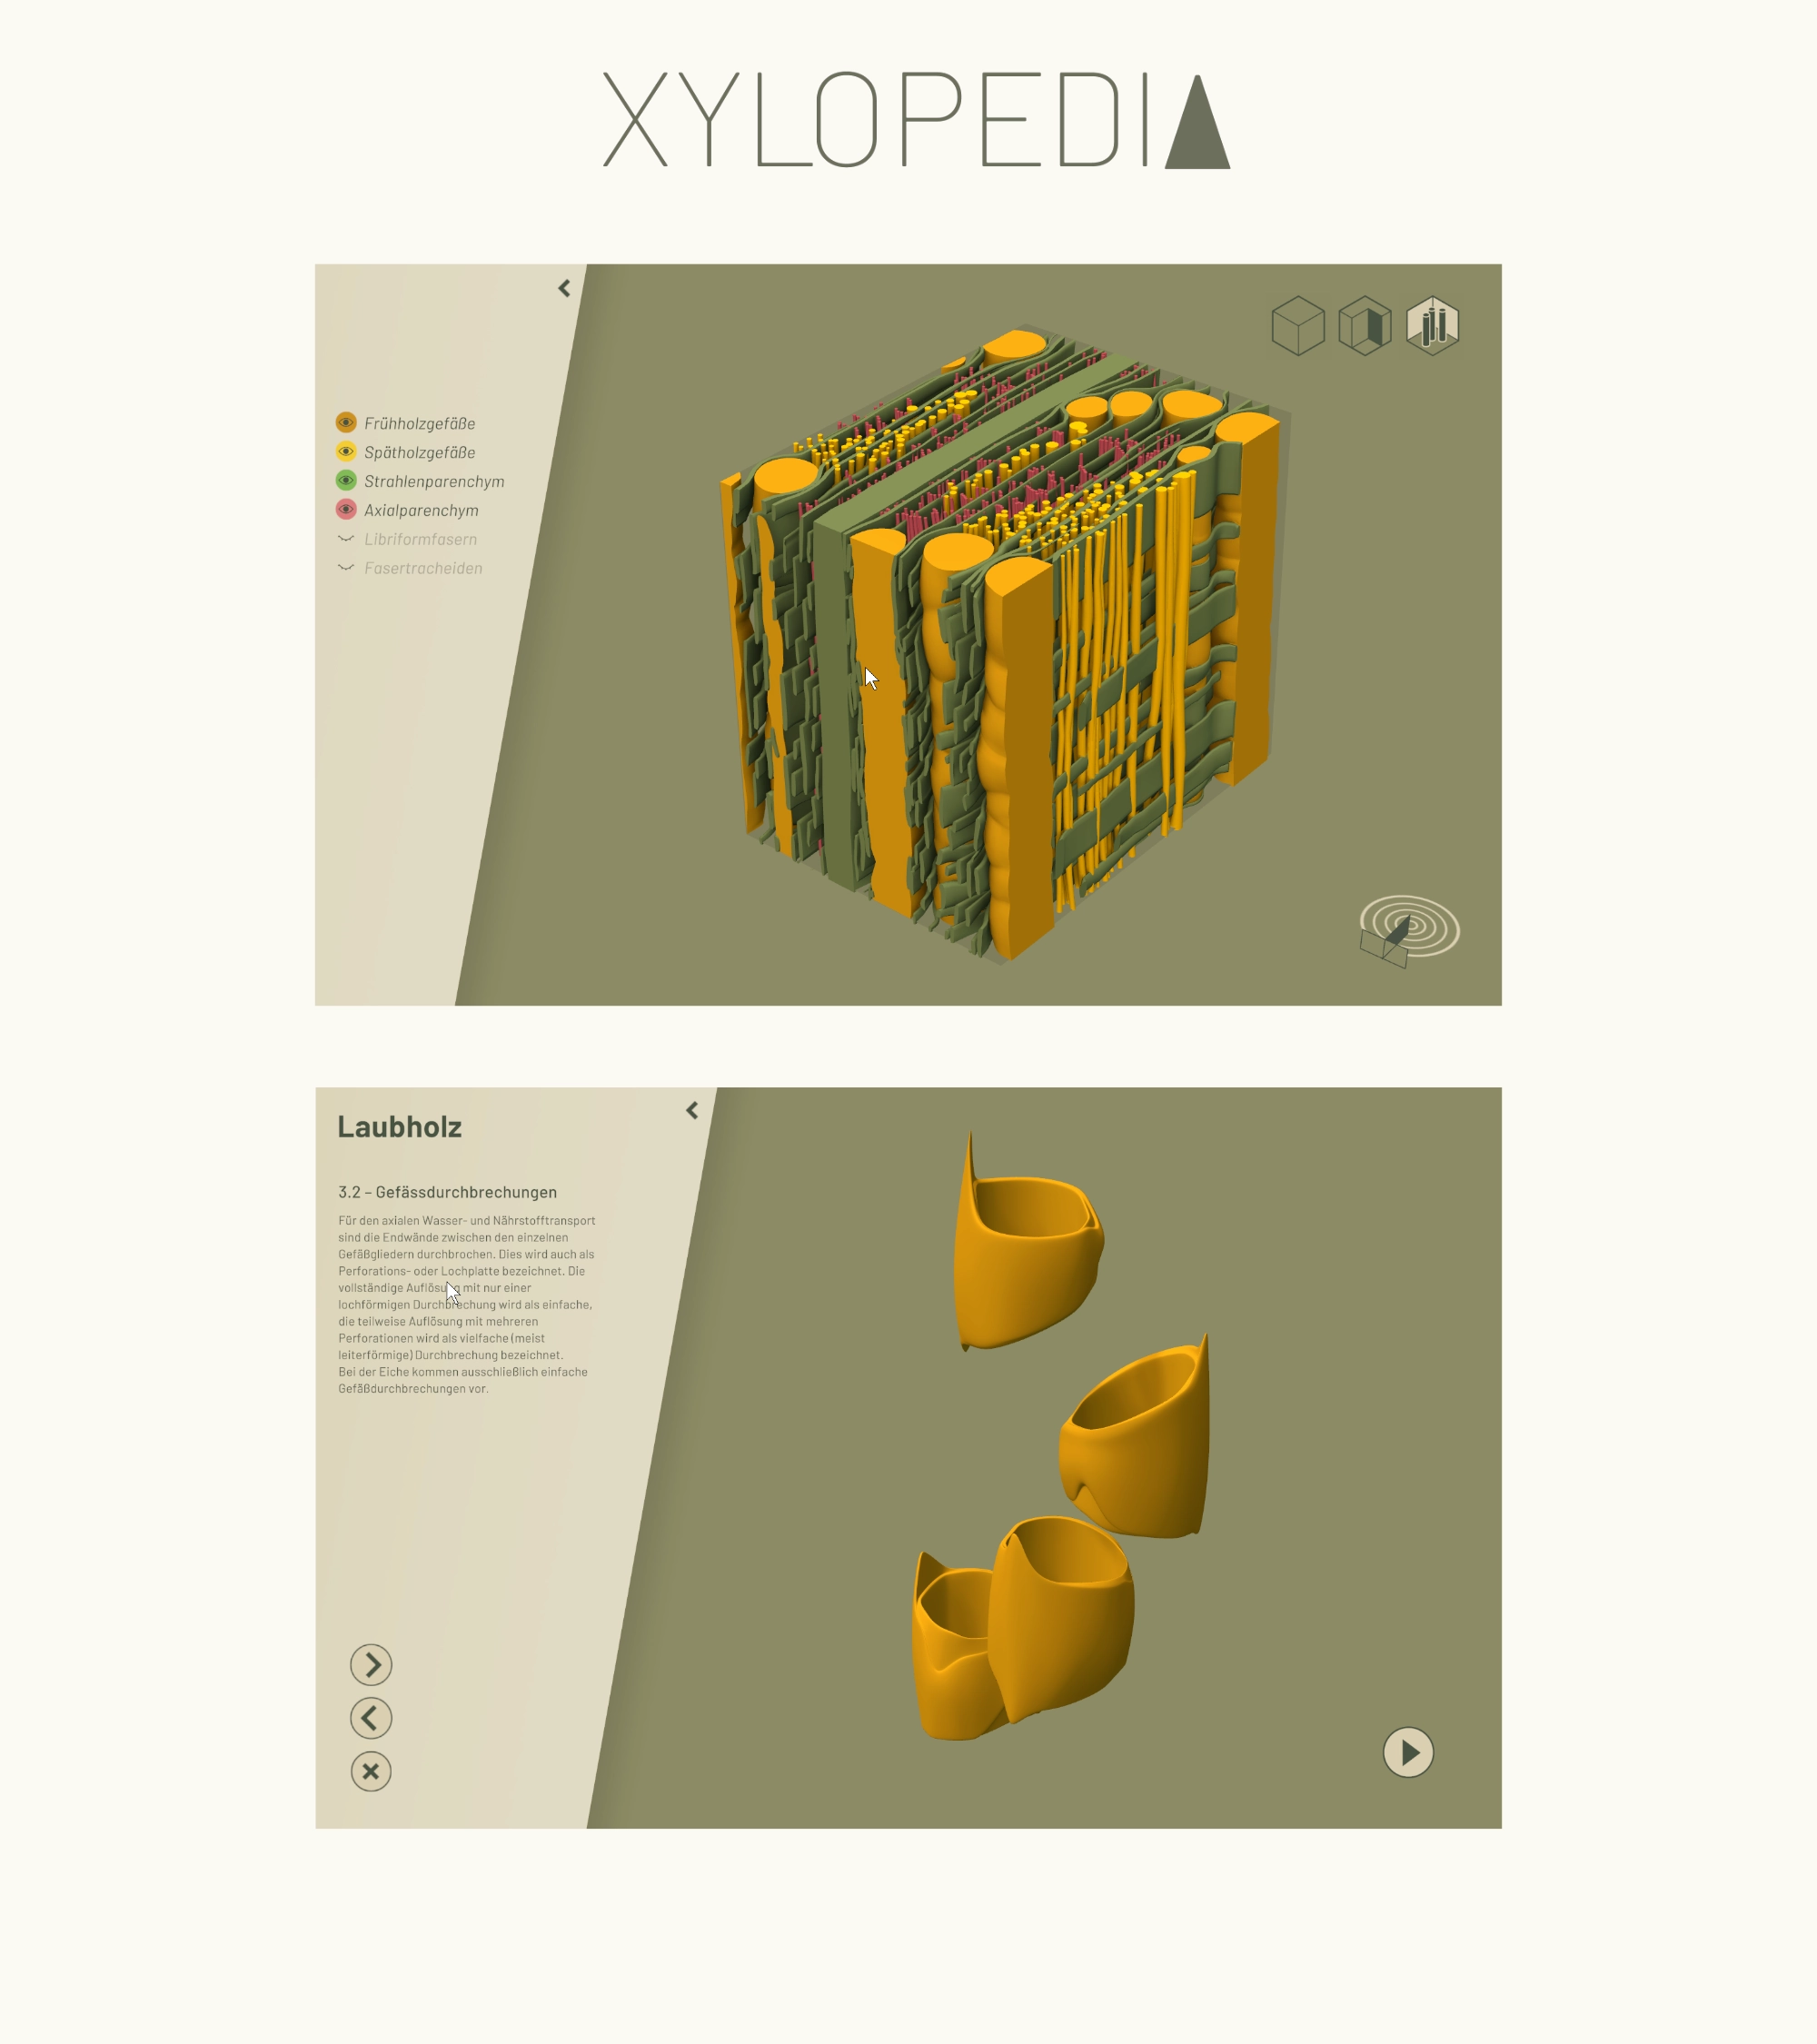 XYLOPEDIA
Frühholzgefäße
Spätholzgefäße
Strahlenparenchym
Axialparenchym
Libriformfasern
Fasertracheiden
Laubholz
3.2 – Gefässdurchbrechungen
Für den axialen Wasser- und Nährstofftransport
sind die Endwände zwischen den einzelnen
Gefäßgliedern durchbrochen. Dies wird auch als
Perforations- oder Lochplatte bezeichnet. Die
vollständige Auflösung mit nur einer
lochförmigen Durchbrechung wird als einfache,
die teilweise Auflösung mit mehreren
Perforationen wird als vielfache (meist
leiterförmige) Durchbrechung bezeichnet.
Bei der Eiche kommen ausschließlich einfache
Gefäßdurchbrechungen vor.